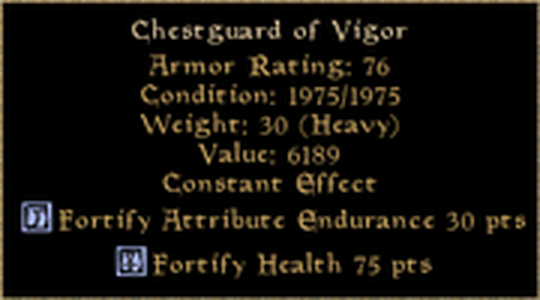 Chestguard of Vigor
Armor Rating: 76
Condition: 1975/1975
Weight: 30 (Heavy)
Value: 6189
Constant Effect
Fortify Attribute Endurance 30 pts
Fortify Health 75 pts